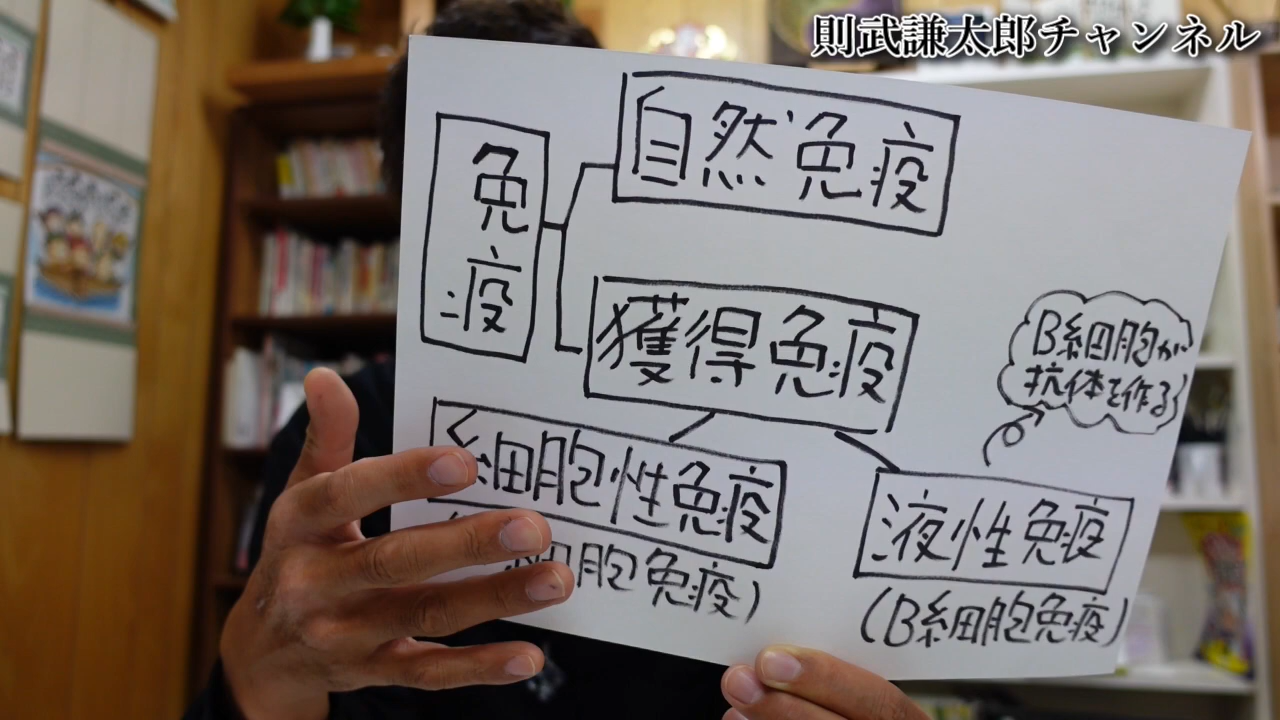 則武謙太郎チャンネル
免疫
自然免疫
獲得免疫
B細胞が
抗体を作る
細胞性免疫
細胞免疫)
液性免疫
(B細胞免疫)